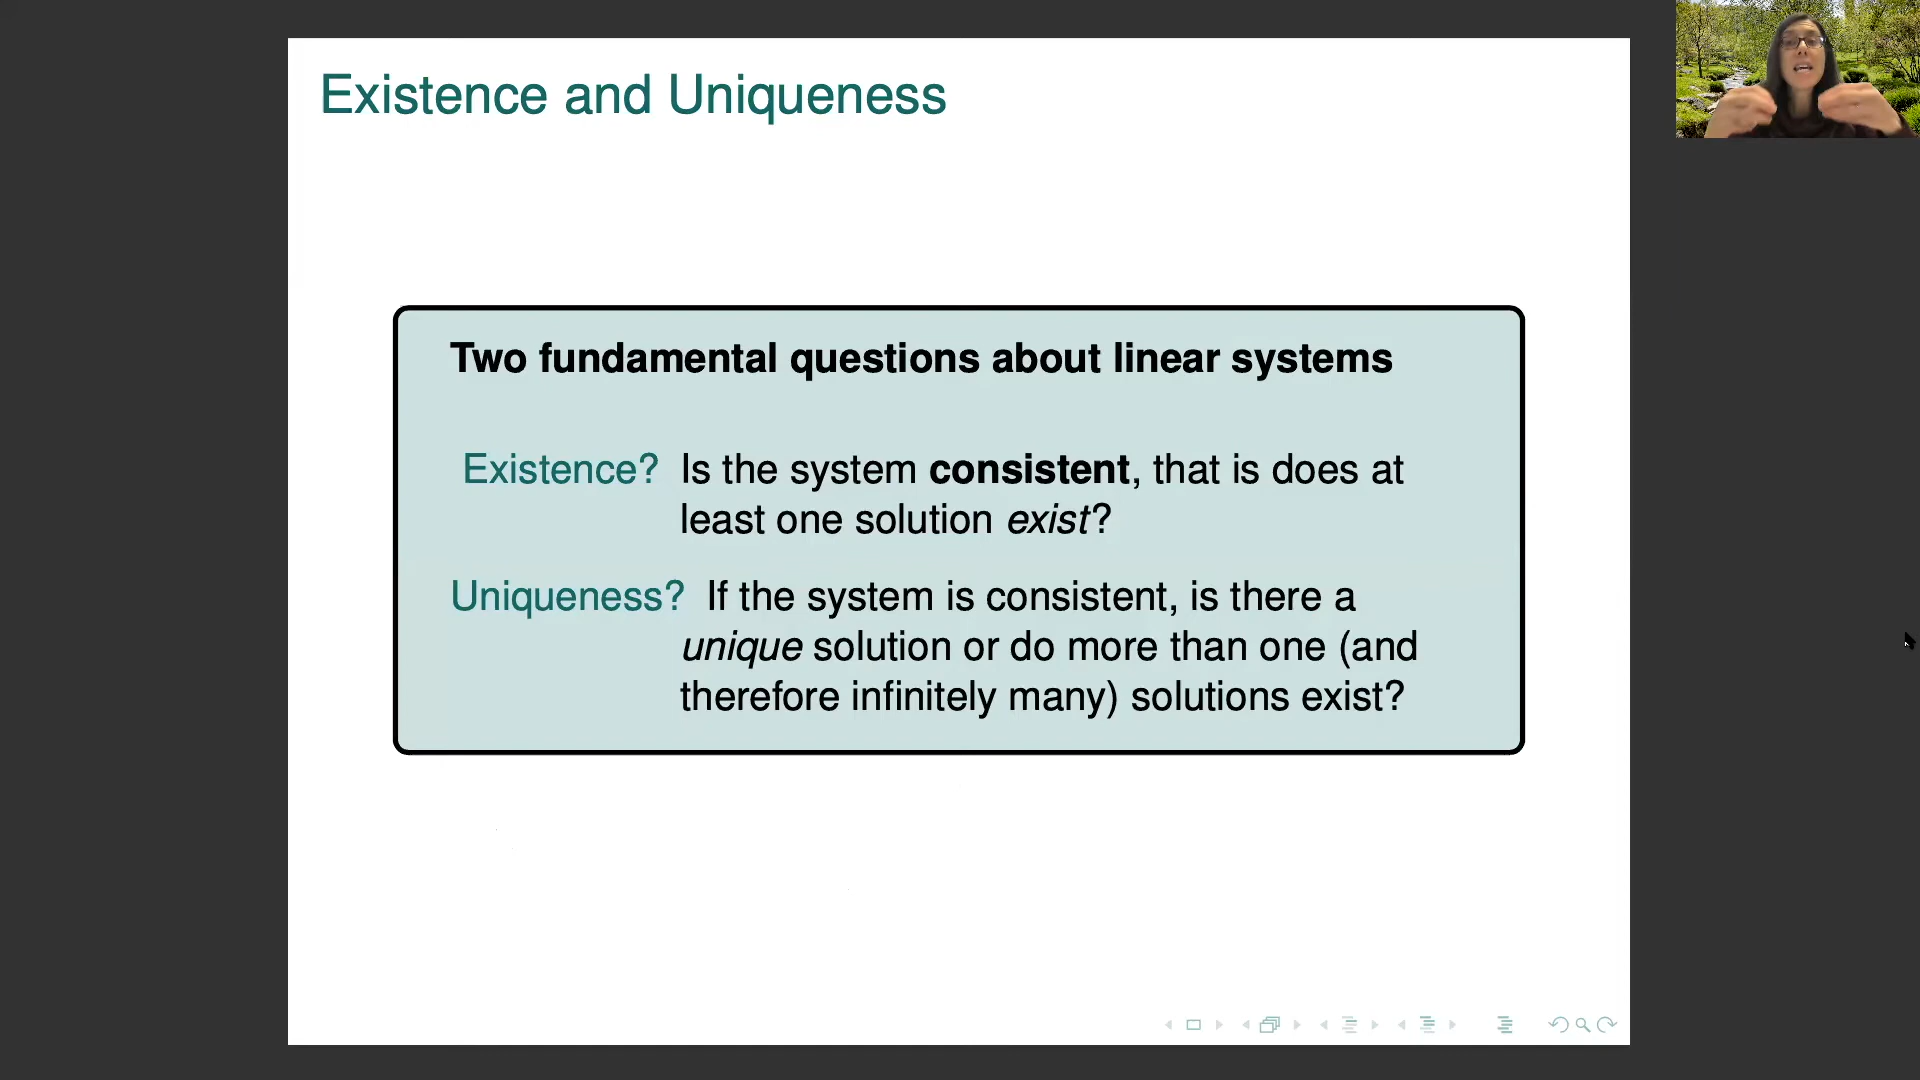 Existence and Uniqueness
Two fundamental questions about linear systems
Existence? Is the system consistent, that is does at
least one solution exist?
Uniqueness? If the system is consistent, is there a
unique solution or do more than one (and
therefore infinitely many) solutions exist?